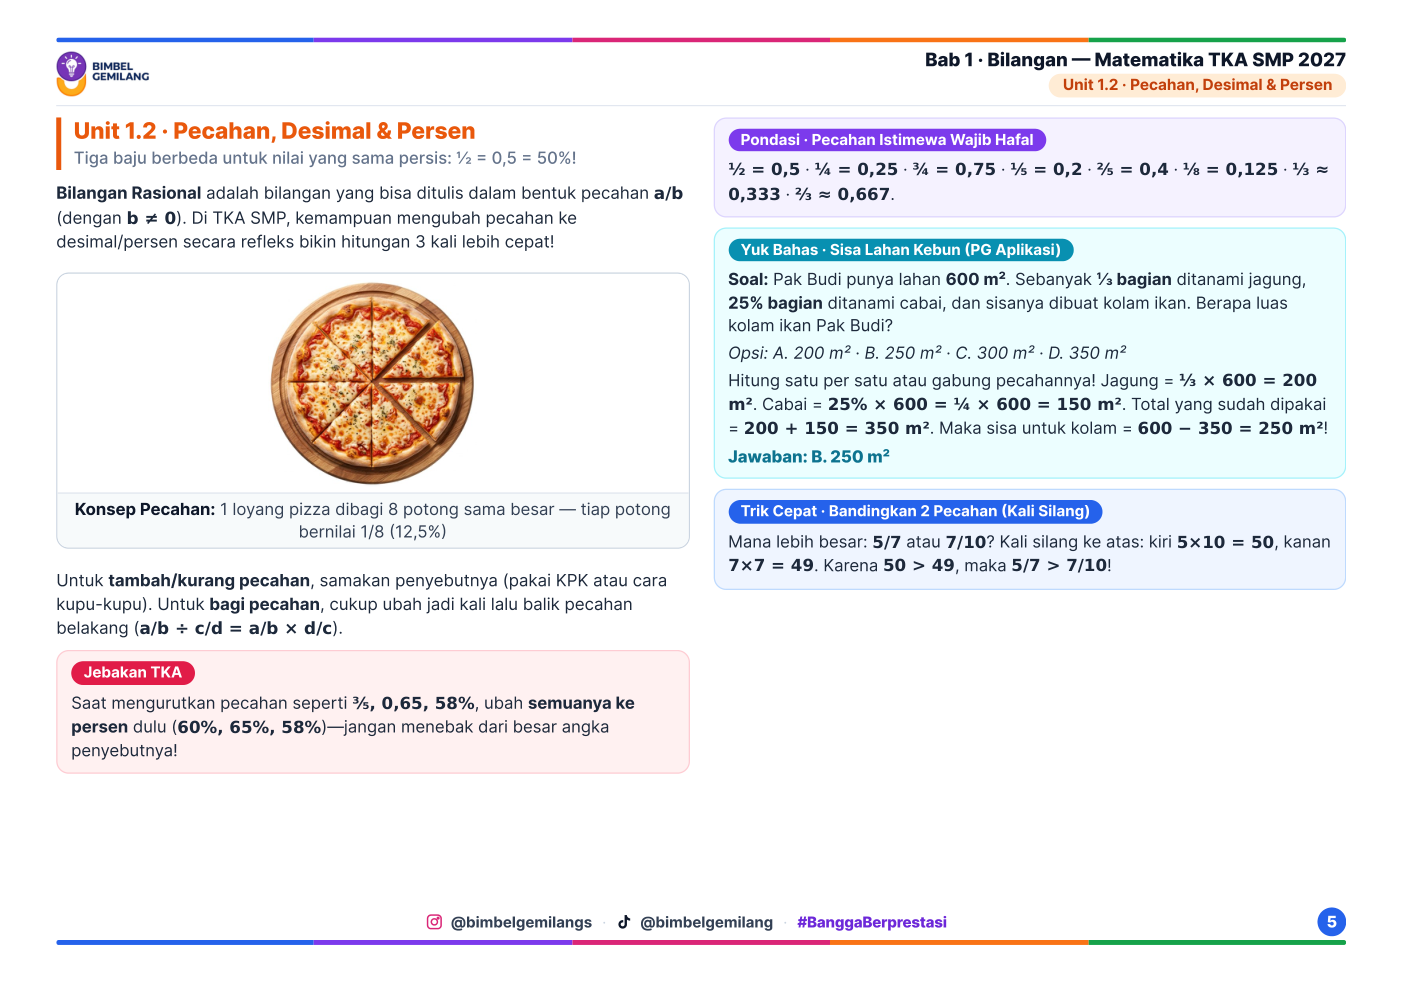 BIMBEL
GEMILANG
Bab 1 · Bilangan — Matematika TKA SMP 2027
Unit 1.2 · Pecahan, Desimal & Persen
Unit 1.2 · Pecahan, Desimal & Persen
Tiga baju berbeda untuk nilai yang sama persis: ½ = 0,5 = 50%!
Bilangan Rasional adalah bilangan yang bisa ditulis dalam bentuk pecahan a/b
(dengan b ≠ 0). Di TKA SMP, kemampuan mengubah pecahan ke
desimal/persen secara refleks bikin hitungan 3 kali lebih cepat!
Konsep Pecahan: 1 loyang pizza dibagi 8 potong sama besar — tiap potong
bernilai 1/8 (12,5%)
Untuk tambah/kurang pecahan, samakan penyebutnya (pakai KPK atau cara
kupu-kupu). Untuk bagi pecahan, cukup ubah jadi kali lalu balik pecahan
belakang (a/b ÷ c/d = a/b × d/c).
Jebakan TKA
Saat mengurutkan pecahan seperti ⅗, 0,65, 58%, ubah semuanya ke
persen dulu (60%, 65%, 58%)—jangan menebak dari besar angka
penyebutnya!
Pondasi · Pecahan Istimewa Wajib Hafal
½ = 0,5 · ¼ = 0,25 · ¾ = 0,75 · ⅕ = 0,2 · ⅖ = 0,4 · ⅛ = 0,125 · ⅓ ≈
0,333 · ⅔ ≈ 0,667.
Yuk Bahas · Sisa Lahan Kebun (PG Aplikasi)
Soal: Pak Budi punya lahan 600 m². Sebanyak ⅓ bagian ditanami jagung,
25% bagian ditanami cabai, dan sisanya dibuat kolam ikan. Berapa luas
kolam ikan Pak Budi?
Opsi: A. 200 m² · B. 250 m² · C. 300 m² · D. 350 m²
Hitung satu per satu atau gabung pecahannya! Jagung = ⅓ × 600 = 200
m². Cabai = 25% × 600 = ¼ × 600 = 150 m². Total yang sudah dipakai
= 200 + 150 = 350 m². Maka sisa untuk kolam = 600 − 350 = 250 m²!
Jawaban: B. 250 m²
Trik Cepat · Bandingkan 2 Pecahan (Kali Silang)
Mana lebih besar: 5/7 atau 7/10? Kali silang ke atas: kiri 5×10 = 50, kanan
7×7 = 49. Karena 50 > 49, maka 5/7 > 7/10!
@bimbelgemilangs · @bimbelgemilang · #BanggaBerprestasi
5